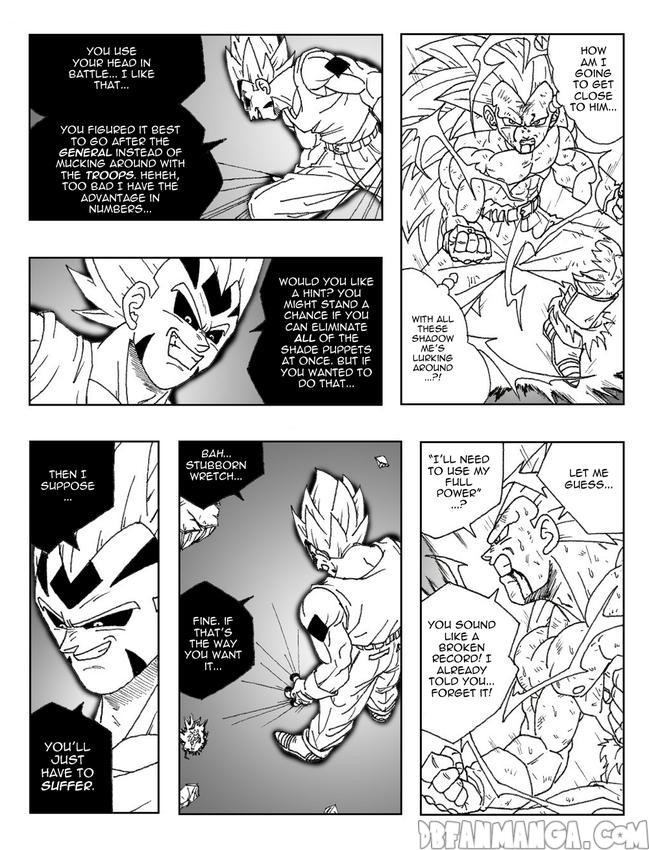 HOW
AM I
GOING
TO GET
CLOSE
TO HIM...
WITH ALL
THESE
SHADOW
ME'S
LURKING
AROUND
...?!
YOU USE
YOUR HEAD IN
BATTLE... I LIKE
THAT...
YOU FIGURED IT BEST
TO GO AFTER THE
GENERAL INSTEAD OF
MUCKING AROUND WITH
THE TROOPS. HEHEH,
TOO BAD I HAVE THE
ADVANTAGE IN
NUMBERS...
WOULD YOU LIKE
A HINT? YOU
MIGHT STAND A
CHANCE IF YOU
CAN ELIMINATE
ALL OF THE
SHADE PUPPETS
AT ONCE. BUT IF
YOU WANTED TO
DO THAT...
LET ME
GUESS...
"I'LL NEED
TO USE MY
FULL
POWER"
...?
YOU SOUND
LIKE A
BROKEN
RECORD! I
ALREADY
TOLD YOU...
FORGET IT!
BAH...
STUBBORN
WRETCH...
FINE. IF
THAT'S
THE WAY
YOU WANT
IT...
THEN I
SUPPOSE
...
YOU'LL
JUST
HAVE TO
SUFFER.
DBFANMANGA.COM